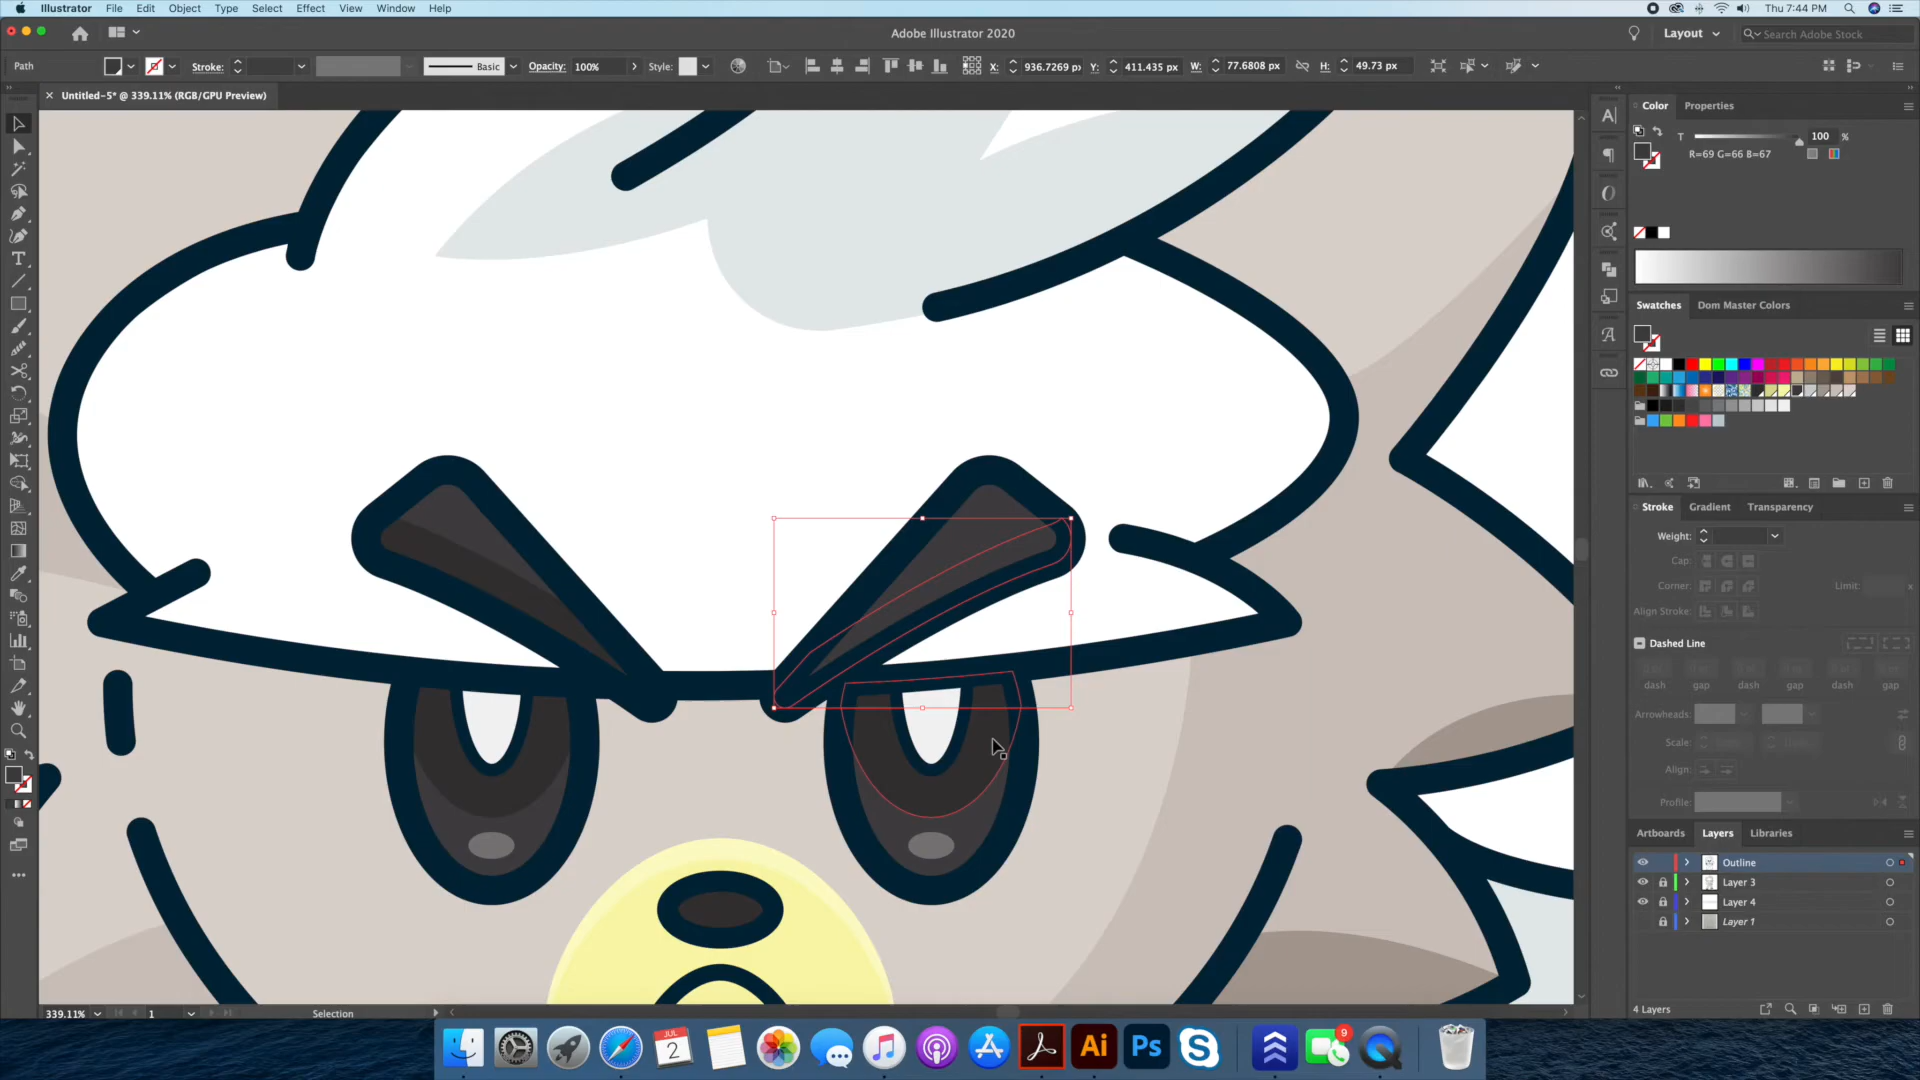 Illustrator File Edit Object Type Select Effect View Window Help
Thu 7:44 PM
Adobe Illustrator 2020
Layout
Search Adobe Stock
Path
Stroke:
Basic
Opacity: 100%
Style:
X: 936.7269 px
Y: 411.435 px
W: 77.6808 px
H: 49.73 px
Untitled-5* @ 339.11% (RGB/GPU Preview)
Color Properties
T 100 %
R=69 G=66 B=67
Swatches Dom Master Colors
Stroke Gradient Transparency
Weight:
Cap:
Corner: Limit: x
Align Stroke:
Dashed Line
dash gap dash gap dash gap
Arrowheads:
Scale:
Align:
Profile:
Artboards Layers Libraries
Outline
Layer 3
Layer 4
Layer 1
4 Layers
339.11% 1 Selection
JUL
2
9
Ai
Ps